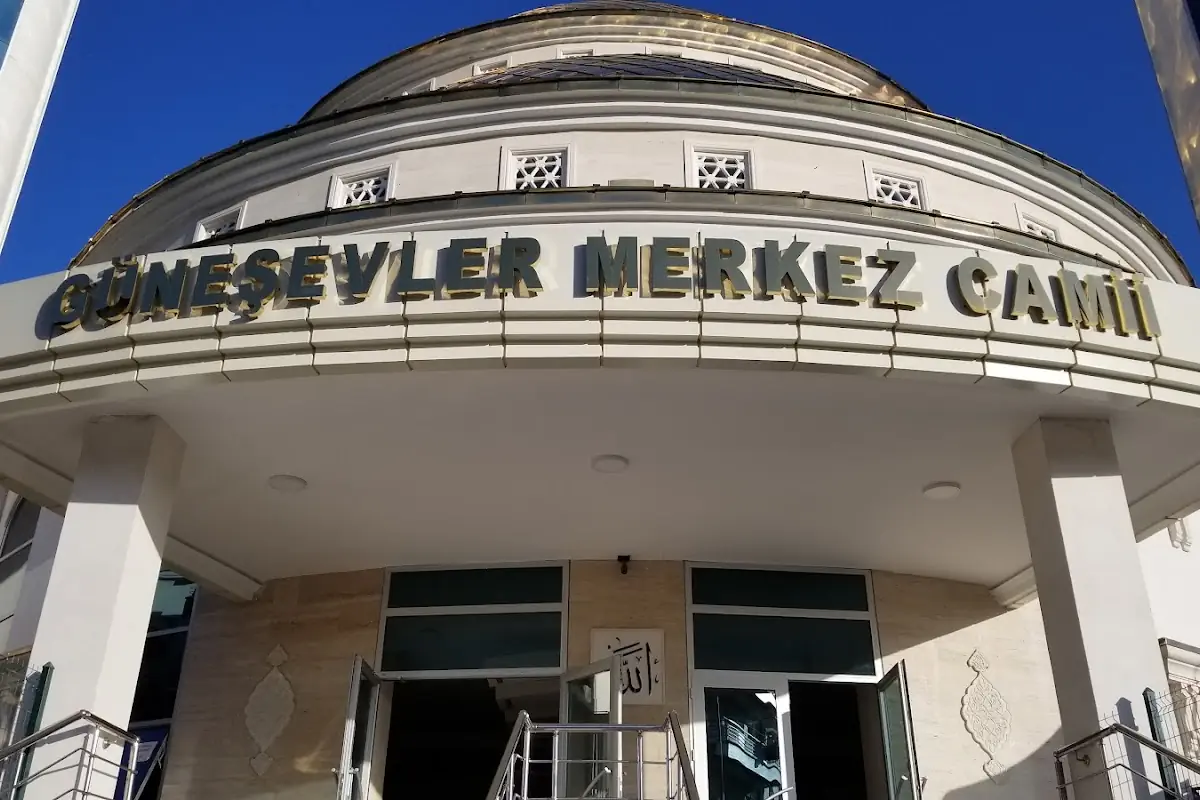 GÜNEŞEVLER MERKEZ CAMİİ
الله